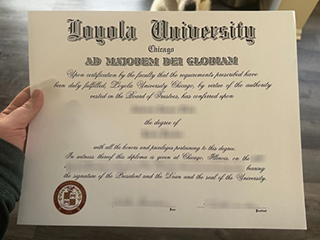 Loyola University
Chicago
AD MAJOREM DEI GLORIAM
Upon certification by the faculty that the requirements prescribed have
been duly fulfilled, Loyola University Chicago, by virtue of the authority
vested in the Board of Trustees, has conferred upon
the degree of
with all the honors and privileges pertaining to this degree.
In witness thereof this diploma is given at Chicago, Illinois, on the
bearing
the signature of the President and the Dean and the seal of the University.
Dean
President